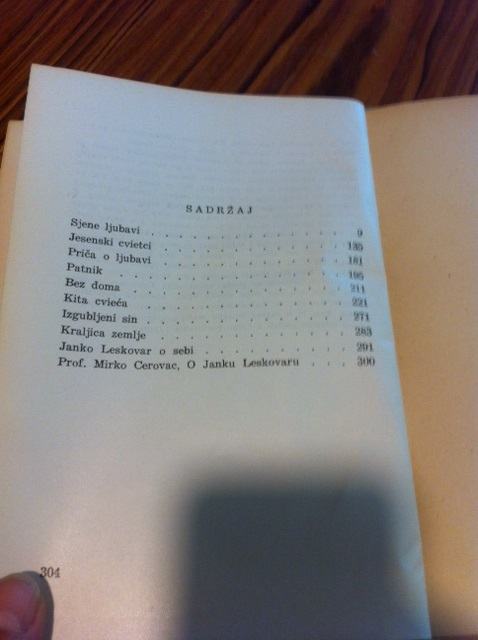 SADRŽAJ
Sjene ljubavi . . . . . . . . . . . . 9
Jesenski cvietci . . . . . . . . . . . 135
Priča o ljubavi . . . . . . . . . . . 181
Patnik . . . . . . . . . . . . . 195
Bez doma . . . . . . . . . . . . 211
Kita cvieća . . . . . . . . . . . . 221
Izgubljeni sin . . . . . . . . . . . 271
Kraljica zemlje . . . . . . . . . . . 283
Janko Leskovar o sebi . . . . . . . . . 291
Prof. Mirko Cerovac, O Janku Leskovaru . . . 300
304